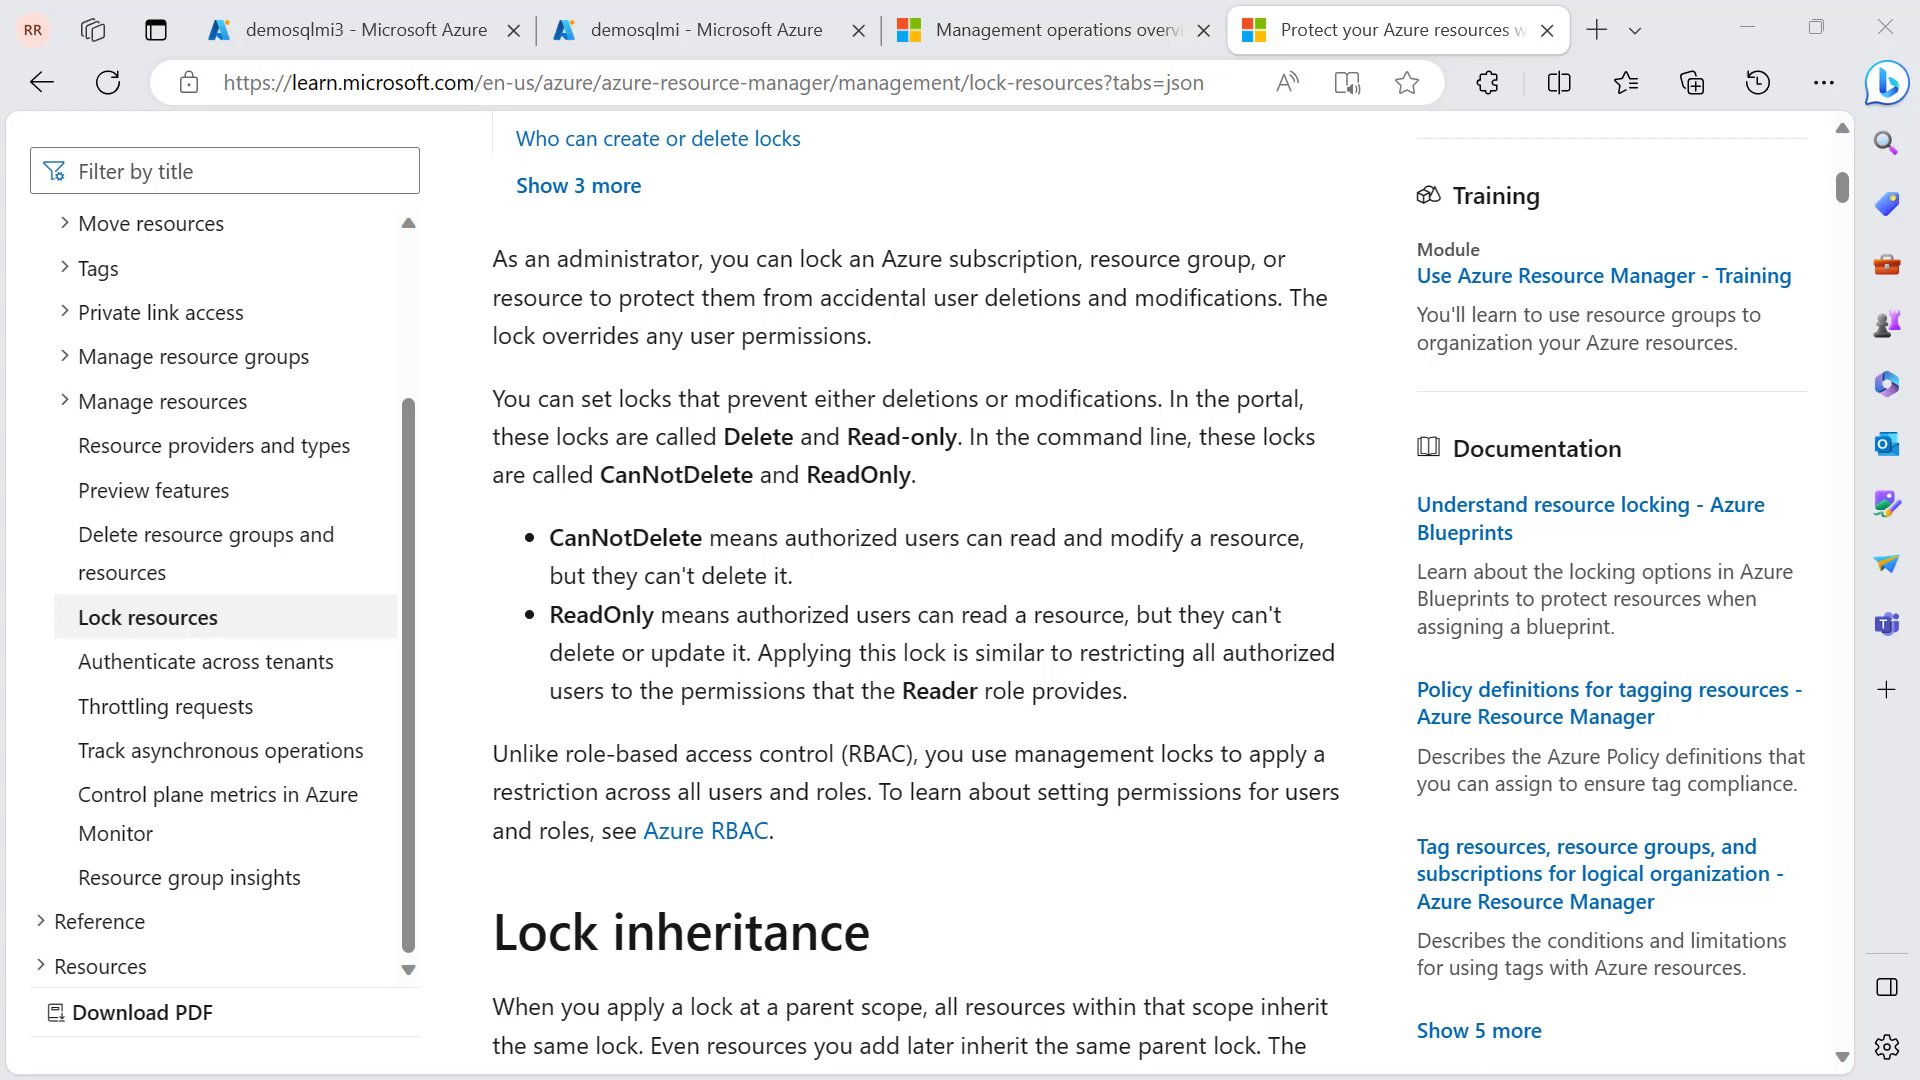 RR
demosqlmi3 - Microsoft Azure
demosqlmi - Microsoft Azure
Management operations overvi
Protect your Azure resources w
https://learn.microsoft.com/en-us/azure/azure-resource-manager/management/lock-resources?tabs=json
Filter by title
Move resources
Tags
Private link access
Manage resource groups
Manage resources
Resource providers and types
Preview features
Delete resource groups and
resources
Lock resources
Authenticate across tenants
Throttling requests
Track asynchronous operations
Control plane metrics in Azure
Monitor
Resource group insights
Reference
Resources
Download PDF
Who can create or delete locks
Show 3 more
As an administrator, you can lock an Azure subscription, resource group, or
resource to protect them from accidental user deletions and modifications. The
lock overrides any user permissions.
You can set locks that prevent either deletions or modifications. In the portal,
these locks are called Delete and Read-only. In the command line, these locks
are called CanNotDelete and ReadOnly.
• CanNotDelete means authorized users can read and modify a resource,
but they can't delete it.
• ReadOnly means authorized users can read a resource, but they can't
delete or update it. Applying this lock is similar to restricting all authorized
users to the permissions that the Reader role provides.
Unlike role-based access control (RBAC), you use management locks to apply a
restriction across all users and roles. To learn about setting permissions for users
and roles, see Azure RBAC.
Lock inheritance
When you apply a lock at a parent scope, all resources within that scope inherit
the same lock. Even resources you add later inherit the same parent lock. The
Training
Module
Use Azure Resource Manager - Training
You'll learn to use resource groups to
organization your Azure resources.
Documentation
Understand resource locking - Azure
Blueprints
Learn about the locking options in Azure
Blueprints to protect resources when
assigning a blueprint.
Policy definitions for tagging resources -
Azure Resource Manager
Describes the Azure Policy definitions that
you can assign to ensure tag compliance.
Tag resources, resource groups, and
subscriptions for logical organization -
Azure Resource Manager
Describes the conditions and limitations
for using tags with Azure resources.
Show 5 more